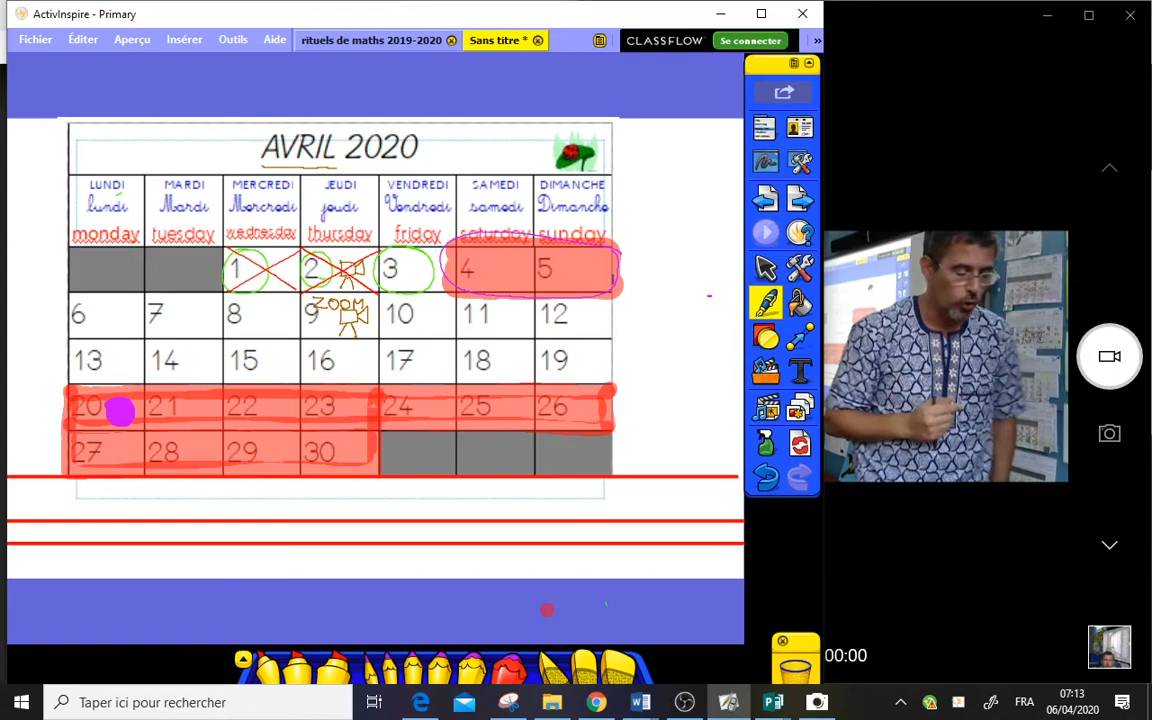 ActivInspire - Primary
Fichier Éditer Aperçu Insérer Outils Aide rituels de maths 2019-2020 Sans titre * CLASSFLOW Se connecter »
AVRIL 2020
LUNDI MARDI MERCREDI JEUDI VENDREDI SAMEDI DIMANCHE
lundi Mardi Mercredi jeudi Vendredi samedi Dimanche
monday tuesday wednesday thursday friday saturday sunday
1 2 3 4 5
ZOOM
6 7 8 9 10 11 12
13 14 15 16 17 18 19
20 21 22 23 24 25 26
27 28 29 30
T
00:00
Taper ici pour rechercher
FRA
07:13
06/04/2020